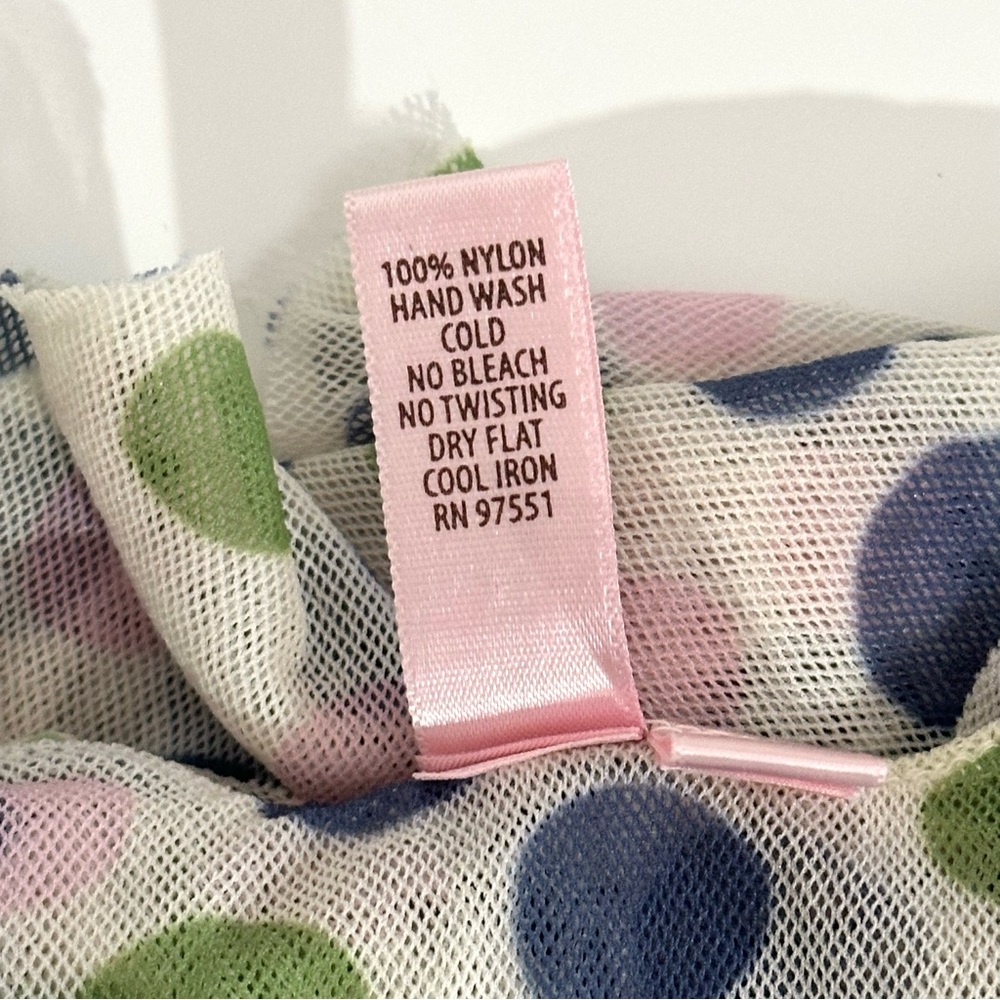 100% NYLON
HAND WASH
COLD
NO BLEACH
NO TWISTING
DRY FLAT
COOL IRON
RN 97551